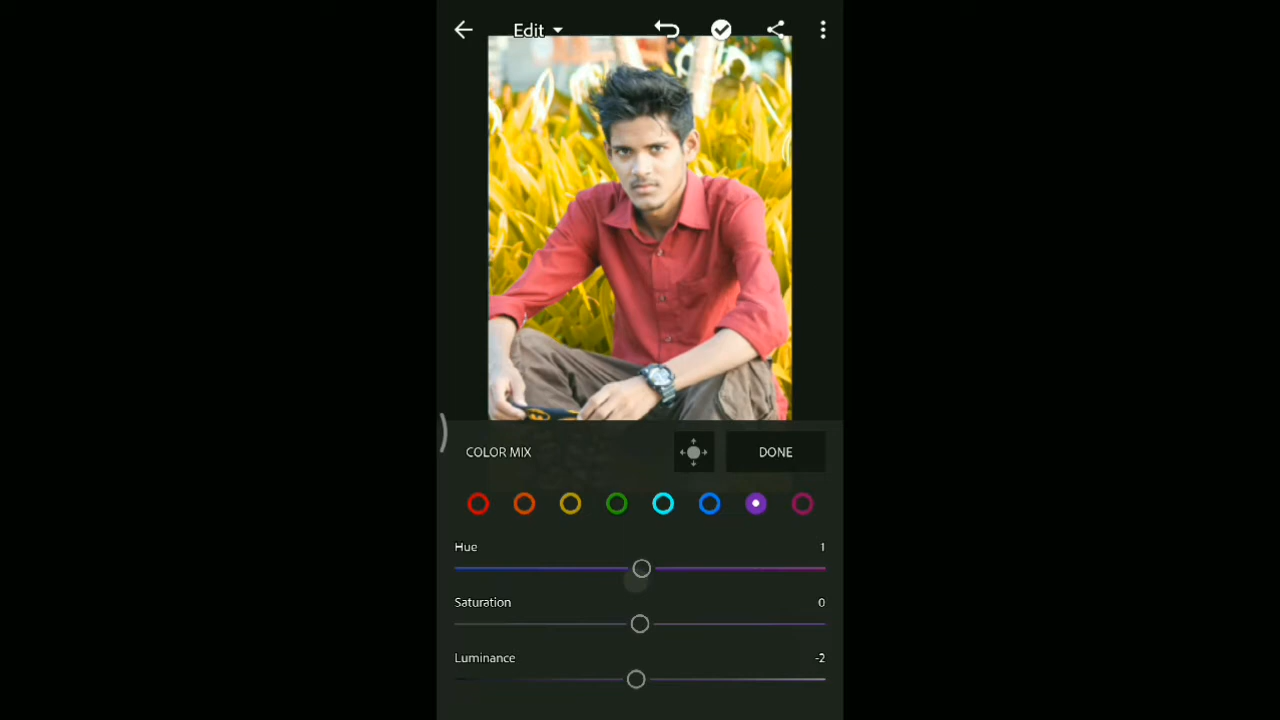 Edit
COLOR MIX
DONE
Hue 1
Saturation 0
Luminance -2